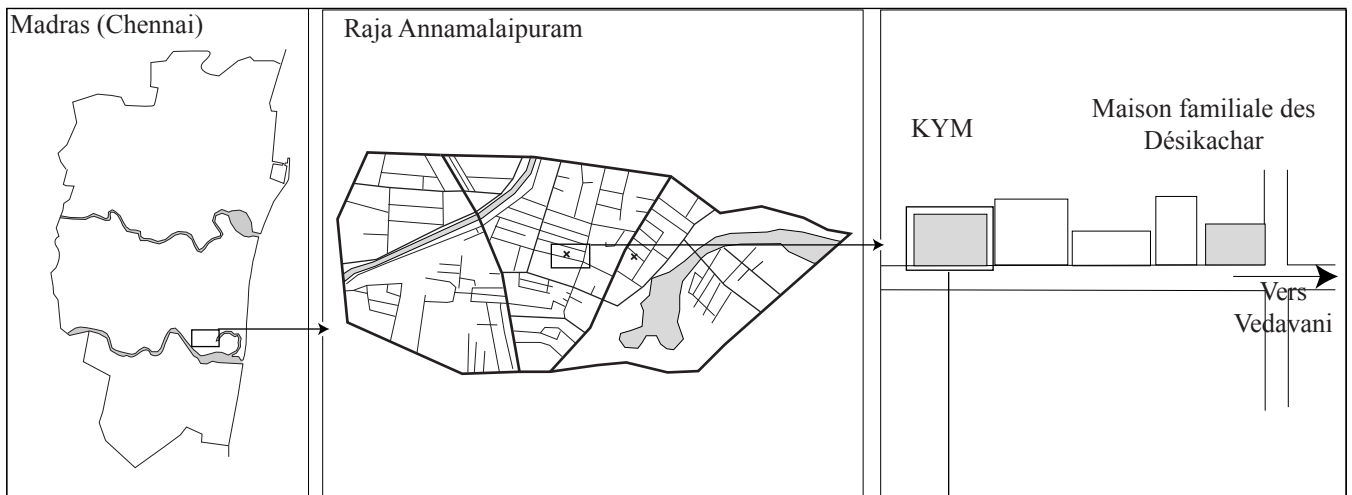 Madras (Chennai)
Raja Annamalaipuram
KYM
Maison familiale des
Désikachar
Vers
Vedavani